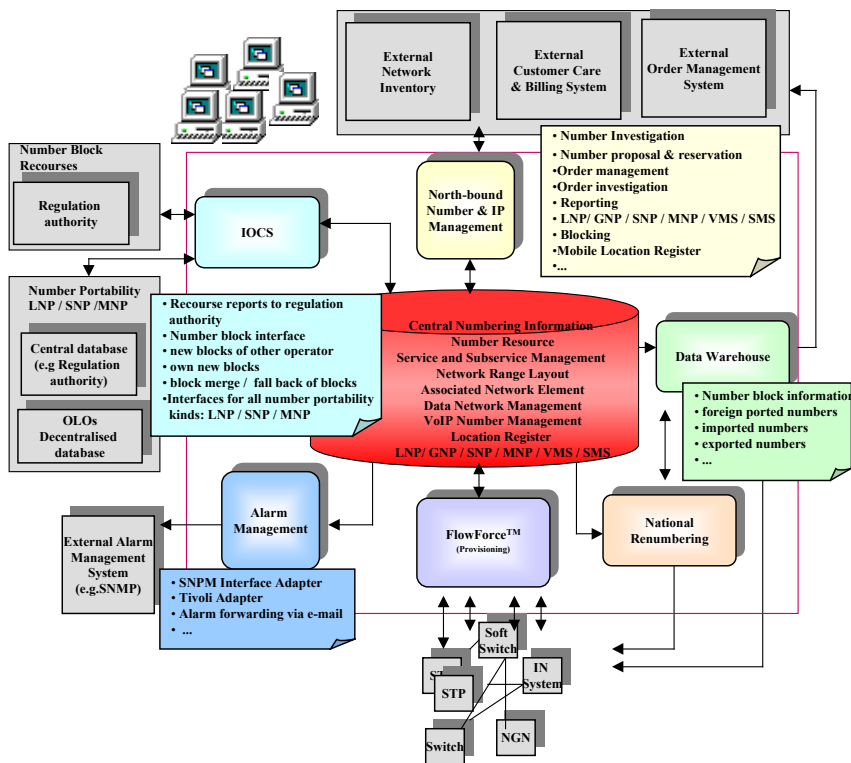 External
Network
Inventory
External
Customer Care
& Billing System
External
Order Management
System
Number Block
Recourses
Regulation
authority
IOCS
North-bound
Number & IP
Management
• Number Investigation
• Number proposal & reservation
•Order management
•Order investigation
• Reporting
• LNP / GNP / SNP / MNP / VMS / SMS
• Blocking
•Mobile Location Register
•...
Number Portability
LNP / SNP /MNP
Central database
(e.g Regulation
authority)
OLOs
Decentralised
database
• Recourse reports to regulation
authority
• Number block interface
• new blocks of other operator
• own new blocks
• block merge / fall back of blocks
•Interfaces for all number portability
kinds: LNP / SNP / MNP
Central Numbering Information
Number Resource
Service and Subservice Management
Network Range Layout
Associated Network Element
Data Network Management
VoIP Number Management
Location Register
LNP/ GNP / SNP / MNP / VMS / SMS
Data Warehouse
• Number block information
• foreign ported numbers
• imported numbers
• exported numbers
• ...
Alarm
Management
FlowForce™
(Provisioning)
National
Renumbering
External Alarm
Management
System
(e.g.SNMP)
• SNPM Interface Adapter
• Tivoli Adapter
• Alarm forwarding via e-mail
• ...
Soft
Switch
STP
IN
System
Switch
NGN